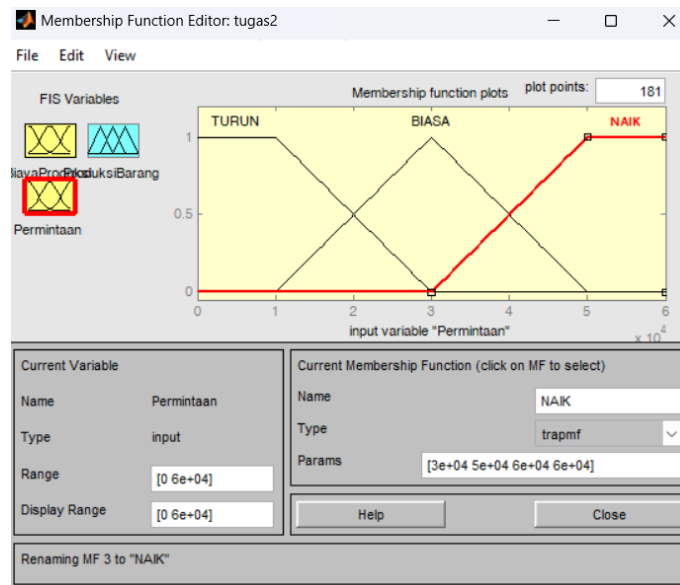 Membership Function Editor: tugas2
File Edit View
FIS Variables
Membership function plots plot points: 181
TURUN BIASA NAIK
1
0.5
0
ProduksiBarang
Permintaan
0 1 2 3 4 5 6
input variable "Permintaan"
x 10^4
Current Variable
Name Permintaan
Type input
Range [0 6e+04]
Display Range [0 6e+04]
Current Membership Function (click on MF to select)
Name NAIK
Type trapmf
Params [3e+04 5e+04 6e+04 6e+04]
Help Close
Renaming MF 3 to "NAIK"